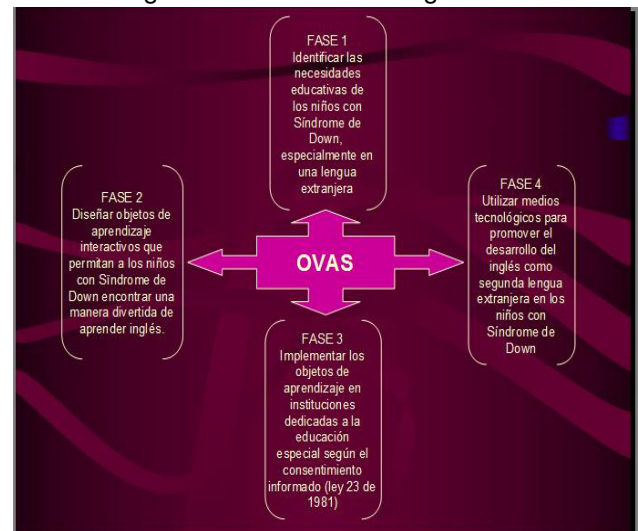 FASE 1
Identificar las
necesidades
educativas de
los niños con
Síndrome de
Down,
especialmente en
una lengua
extranjera
FASE 2
Diseñar objetos de
aprendizaje
interactivos que
permitan a los niños
con Síndrome de
Down encontrar una
manera divertida de
aprender inglés.
OVAS
FASE 4
Utilizar medios
tecnológicos para
promover el
desarrollo del
inglés como
segunda lengua
extranjera en los
niños con
Síndrome de
Down
FASE 3
Implementar los
objetos de
aprendizaje en
instituciones
dedicadas a la
educación
especial según el
consentimiento
informado (ley 23 de
1981)